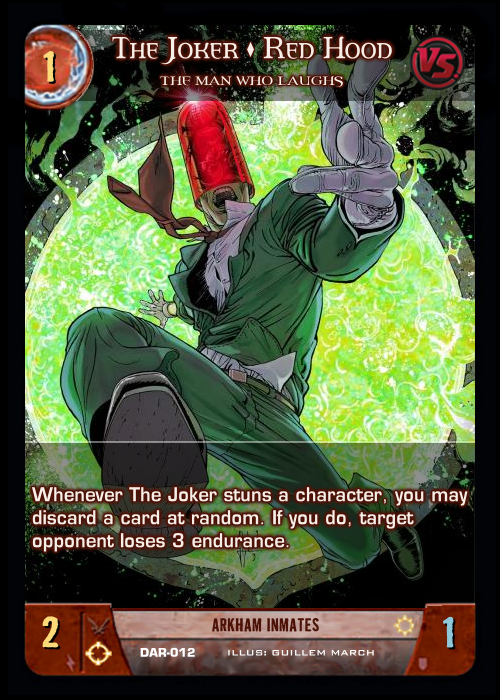 1
The Joker ♦ Red Hood
VS.
The Man Who Laughs
Whenever The Joker stuns a character, you may
discard a card at random. If you do, target
opponent loses 3 endurance.
2
ARKHAM INMATES
1
DAR-012
ILLUS: GUILLEM MARCH